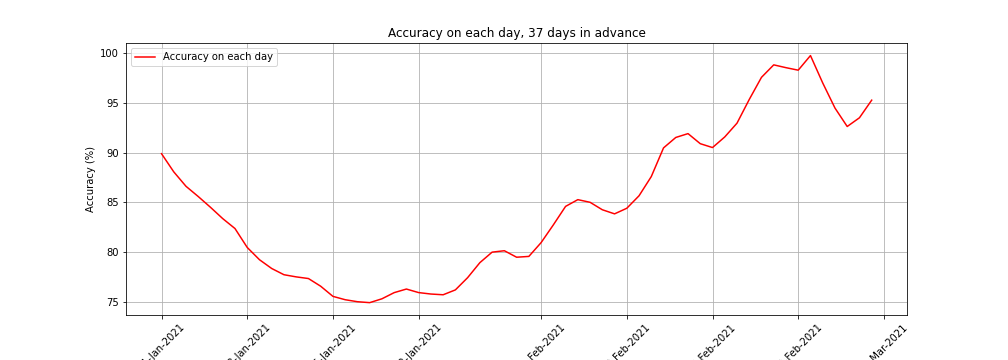 Accuracy on each day, 37 days in advance
Accuracy on each day
100
95
90
85
80
75
Accuracy (%)
-Jan-2021
-Jan-2021
-Jan-2021
-Jan-2021
Feb-2021
-Feb-2021
-Feb-2021
-Feb-2021
Mar-2021